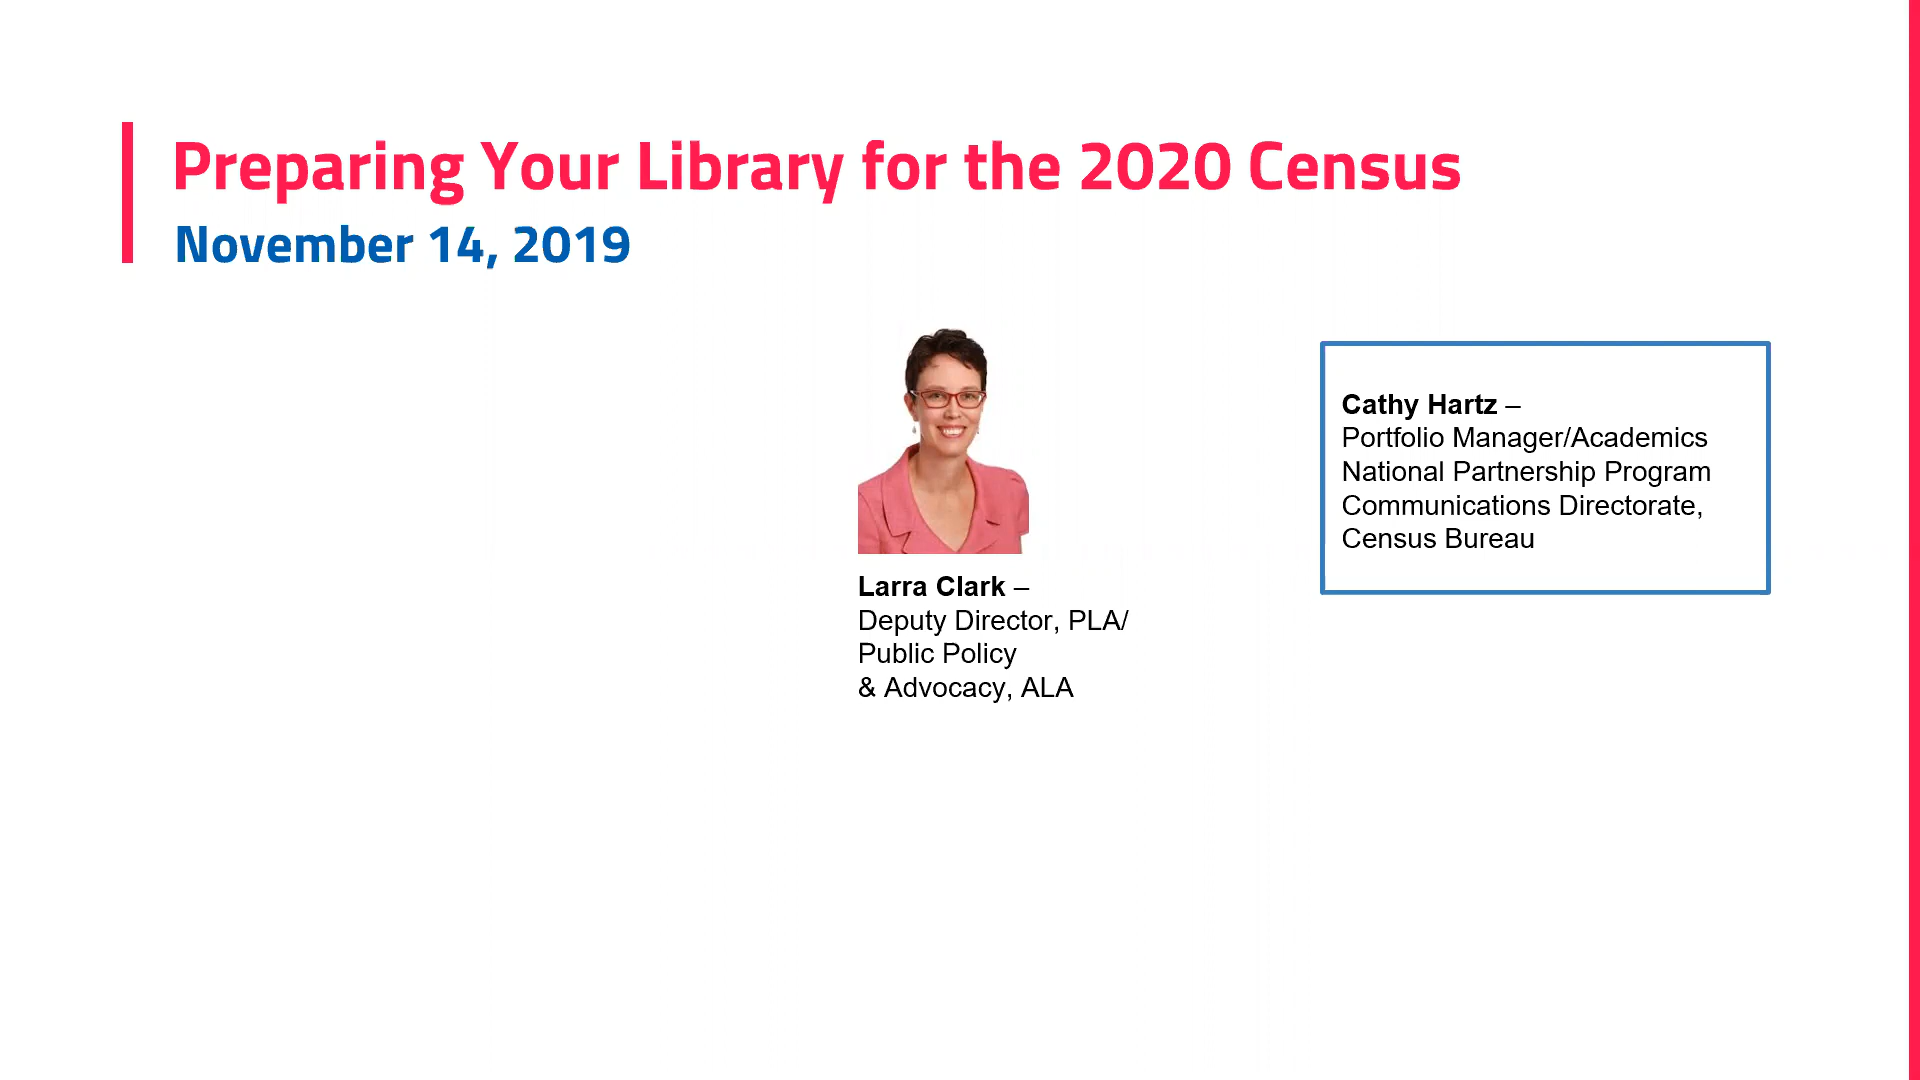 Preparing Your Library for the 2020 Census
November 14, 2019
Larra Clark –
Deputy Director, PLA/
Public Policy
& Advocacy, ALA
Cathy Hartz –
Portfolio Manager/Academics
National Partnership Program
Communications Directorate,
Census Bureau